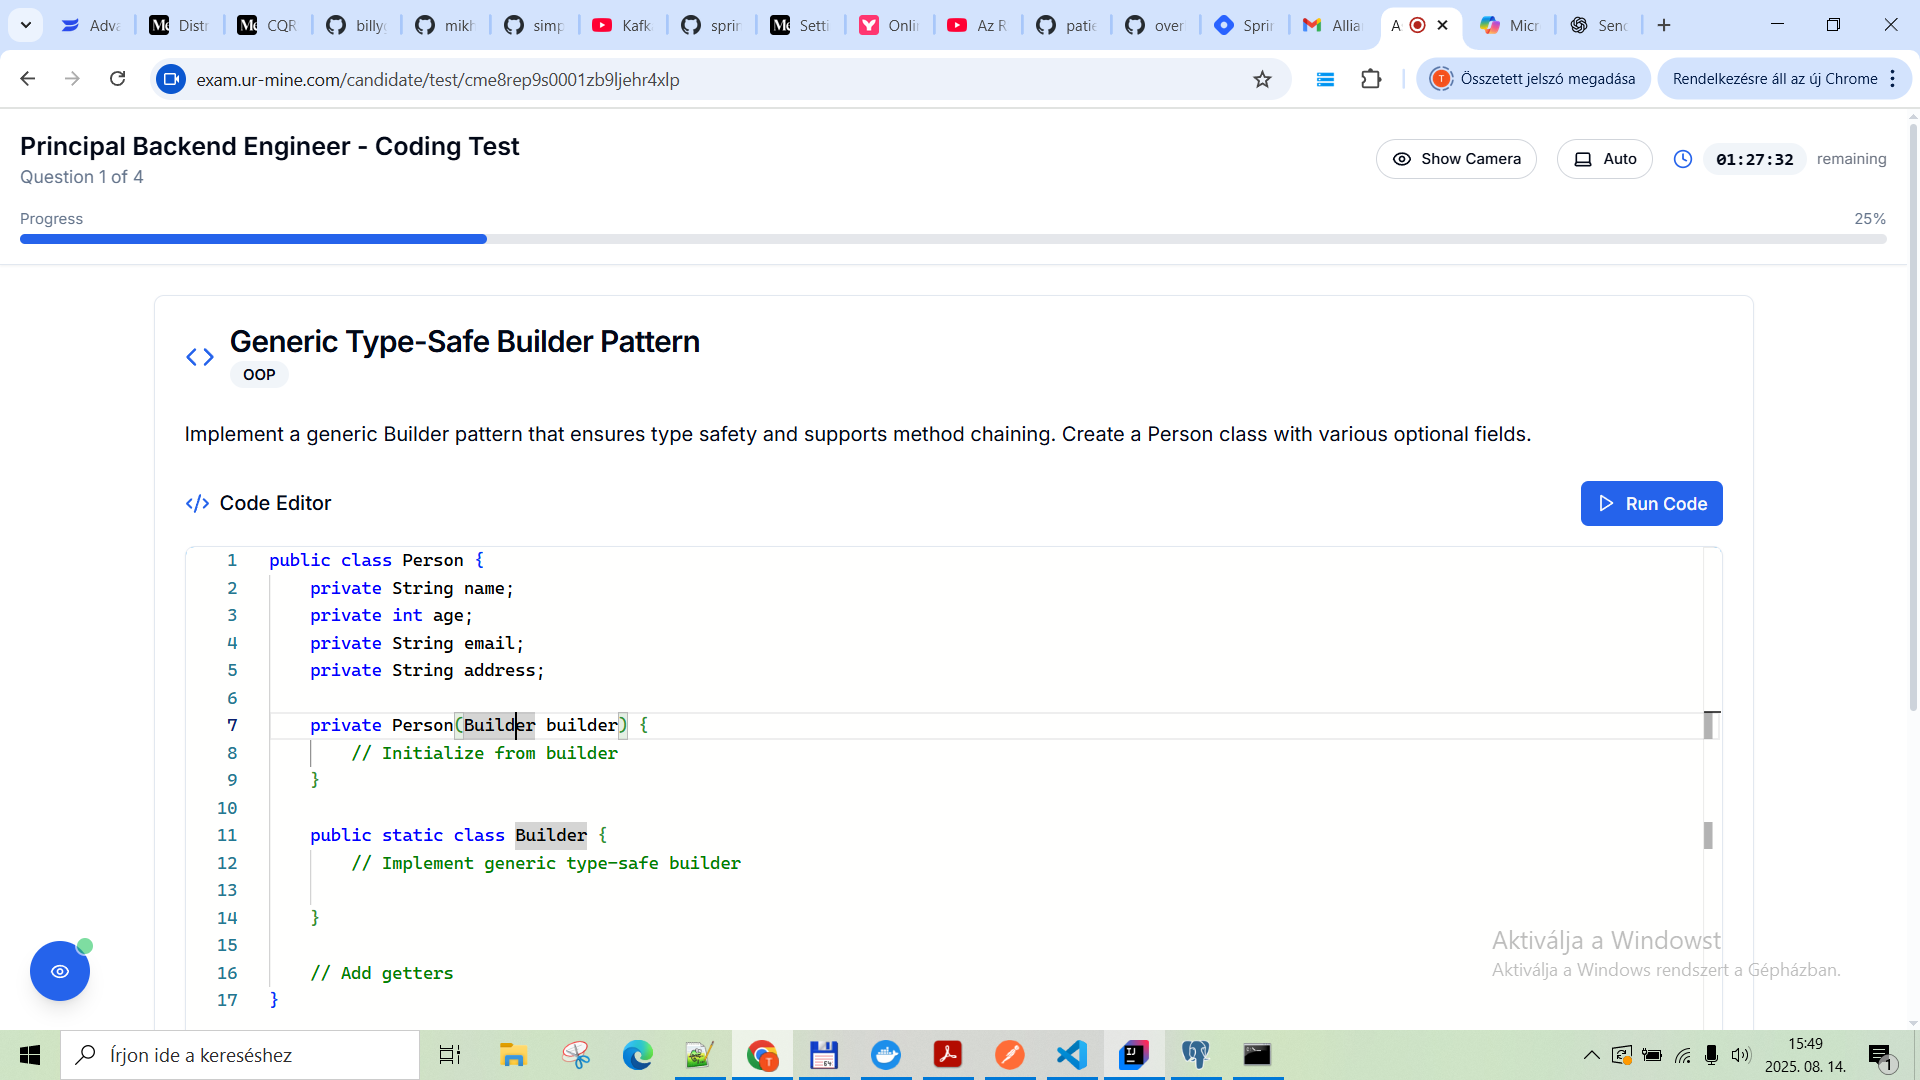 Adva
Distr
CQR
billyg
mikh
simp
Kafk
sprin
Setti
Onlin
Az R
patie
over
Sprin
Allia
A
Micr
Send
exam.ur-mine.com/candidate/test/cme8rep9s0001zb9ljehr4xlp
Összetett jelszó megadása
Rendelkezésre áll az új Chrome
Principal Backend Engineer - Coding Test
Question 1 of 4
Show Camera
Auto
01:27:32 remaining
Progress
25%
Generic Type-Safe Builder Pattern
OOP
Implement a generic Builder pattern that ensures type safety and supports method chaining. Create a Person class with various optional fields.
</> Code Editor
Run Code
1 public class Person {
2 private String name;
3 private int age;
4 private String email;
5 private String address;
6
7 private Person(Builder builder) {
8 // Initialize from builder
9 }
10
11 public static class Builder {
12 // Implement generic type-safe builder
13
14 }
15
16 // Add getters
17 }
Aktiválja a Windowst
Aktiválja a Windows rendszert a Gépházban.
Írjon ide a kereséshez
15:49
2025. 08. 14.
1